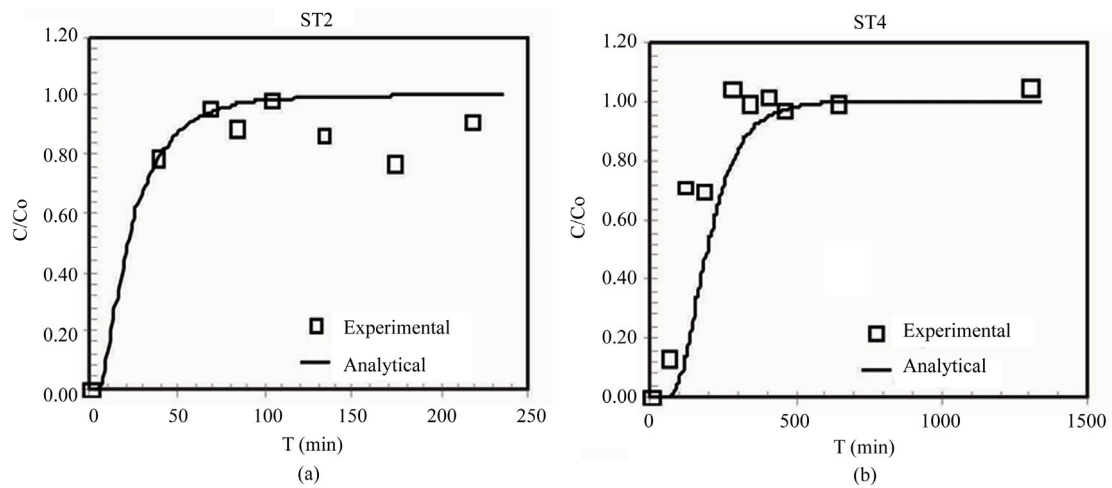 ST2
1.20
1.00
0.80
0.60
0.40
0.20
0.00
C/Co
Experimental
Analytical
0 50 100 150 200 250
T (min)
(a)
ST4
1.20
1.00
0.80
0.60
0.40
0.20
0.00
C/Co
Experimental
Analytical
0 500 1000 1500
T (min)
(b)